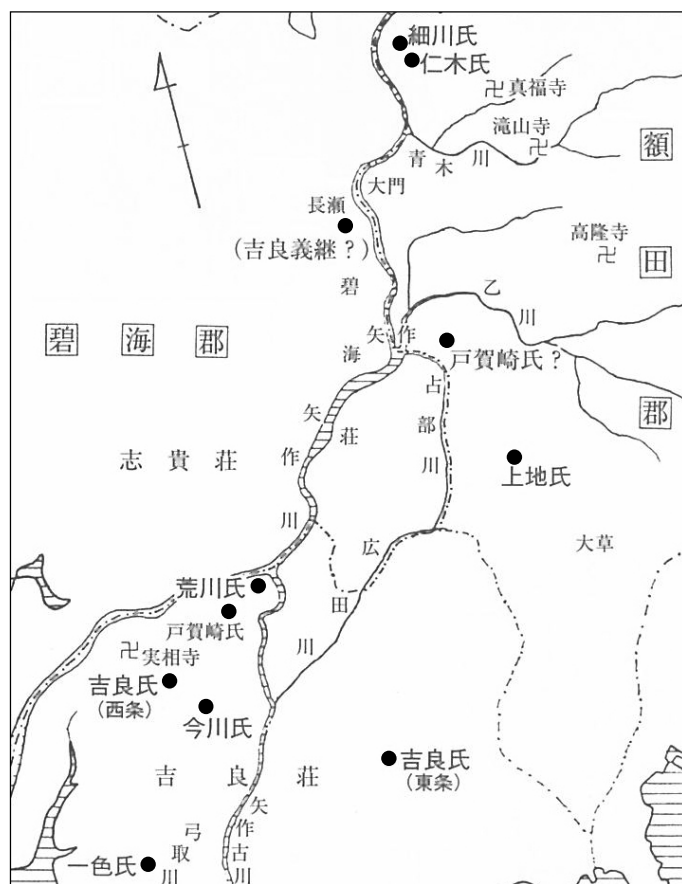 細川氏
仁木氏
真福寺
滝山寺
額田郡
青木川
大門
長瀬
(吉良義継？)
高隆寺
乙川
碧海荘
矢作
碧海郡
戸賀崎氏？
占部川
矢作川
志貴荘
上地氏
広田川
大草
荒川氏
戸賀崎氏
実相寺
吉良氏
(西条)
今川氏
吉良氏
(東条)
吉良荘
矢作古川
弓取川
一色氏